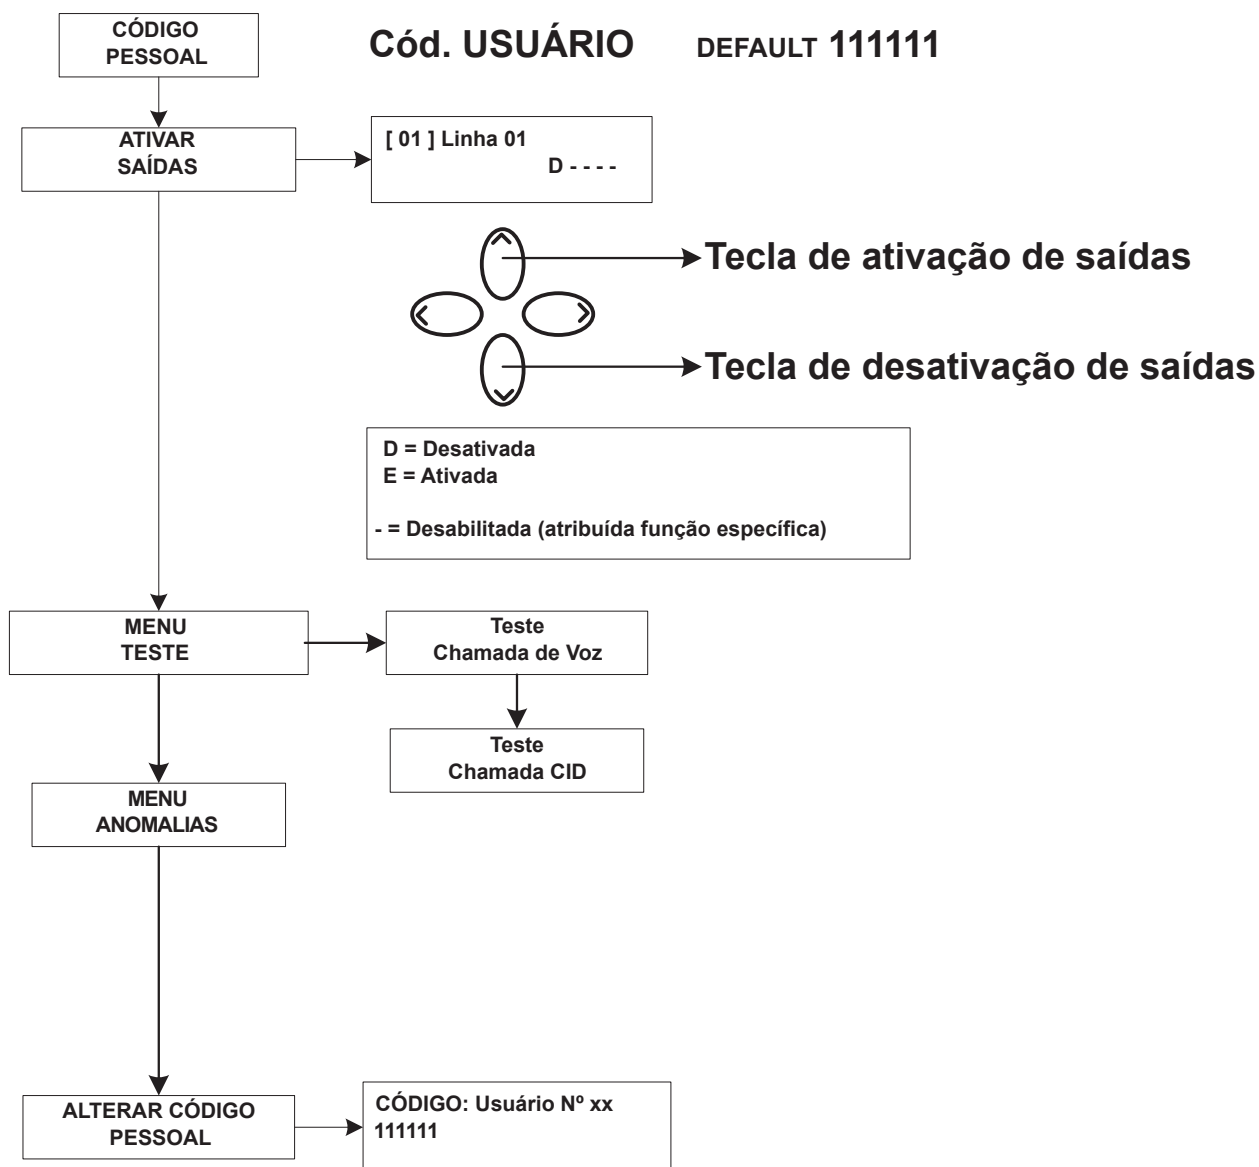 CÓDIGO
PESSOAL
Cód. USUÁRIO DEFAULT 111111
ATIVAR
SAÍDAS
[ 01 ] Linha 01
D - - - -
Tecla de ativação de saídas
Tecla de desativação de saídas
D = Desativada
E = Ativada
- = Desabilitada (atribuída função específica)
MENU
TESTE
Teste
Chamada de Voz
Teste
Chamada CID
MENU
ANOMALIAS
ALTERAR CÓDIGO
PESSOAL
CÓDIGO: Usuário Nº xx
111111